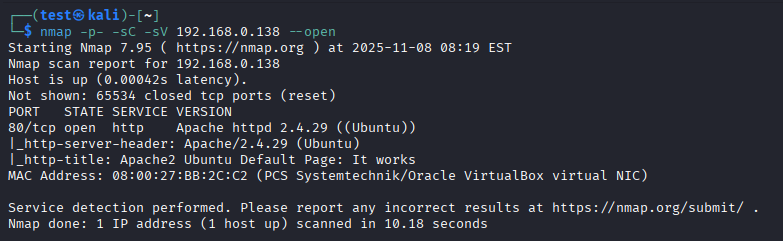 ┌──(test㉿kali)-[~]
└─$ nmap -p- -sC -sV 192.168.0.138 --open
Starting Nmap 7.95 ( https://nmap.org ) at 2025-11-08 08:19 EST
Nmap scan report for 192.168.0.138
Host is up (0.00042s latency).
Not shown: 65534 closed tcp ports (reset)
PORT   STATE SERVICE VERSION
80/tcp open  http    Apache httpd 2.4.29 ((Ubuntu))
|_http-server-header: Apache/2.4.29 (Ubuntu)
|_http-title: Apache2 Ubuntu Default Page: It works
MAC Address: 08:00:27:BB:2C:C2 (PCS Systemtechnik/Oracle VirtualBox virtual NIC)

Service detection performed. Please report any incorrect results at https://nmap.org/submit/ .
Nmap done: 1 IP address (1 host up) scanned in 10.18 seconds